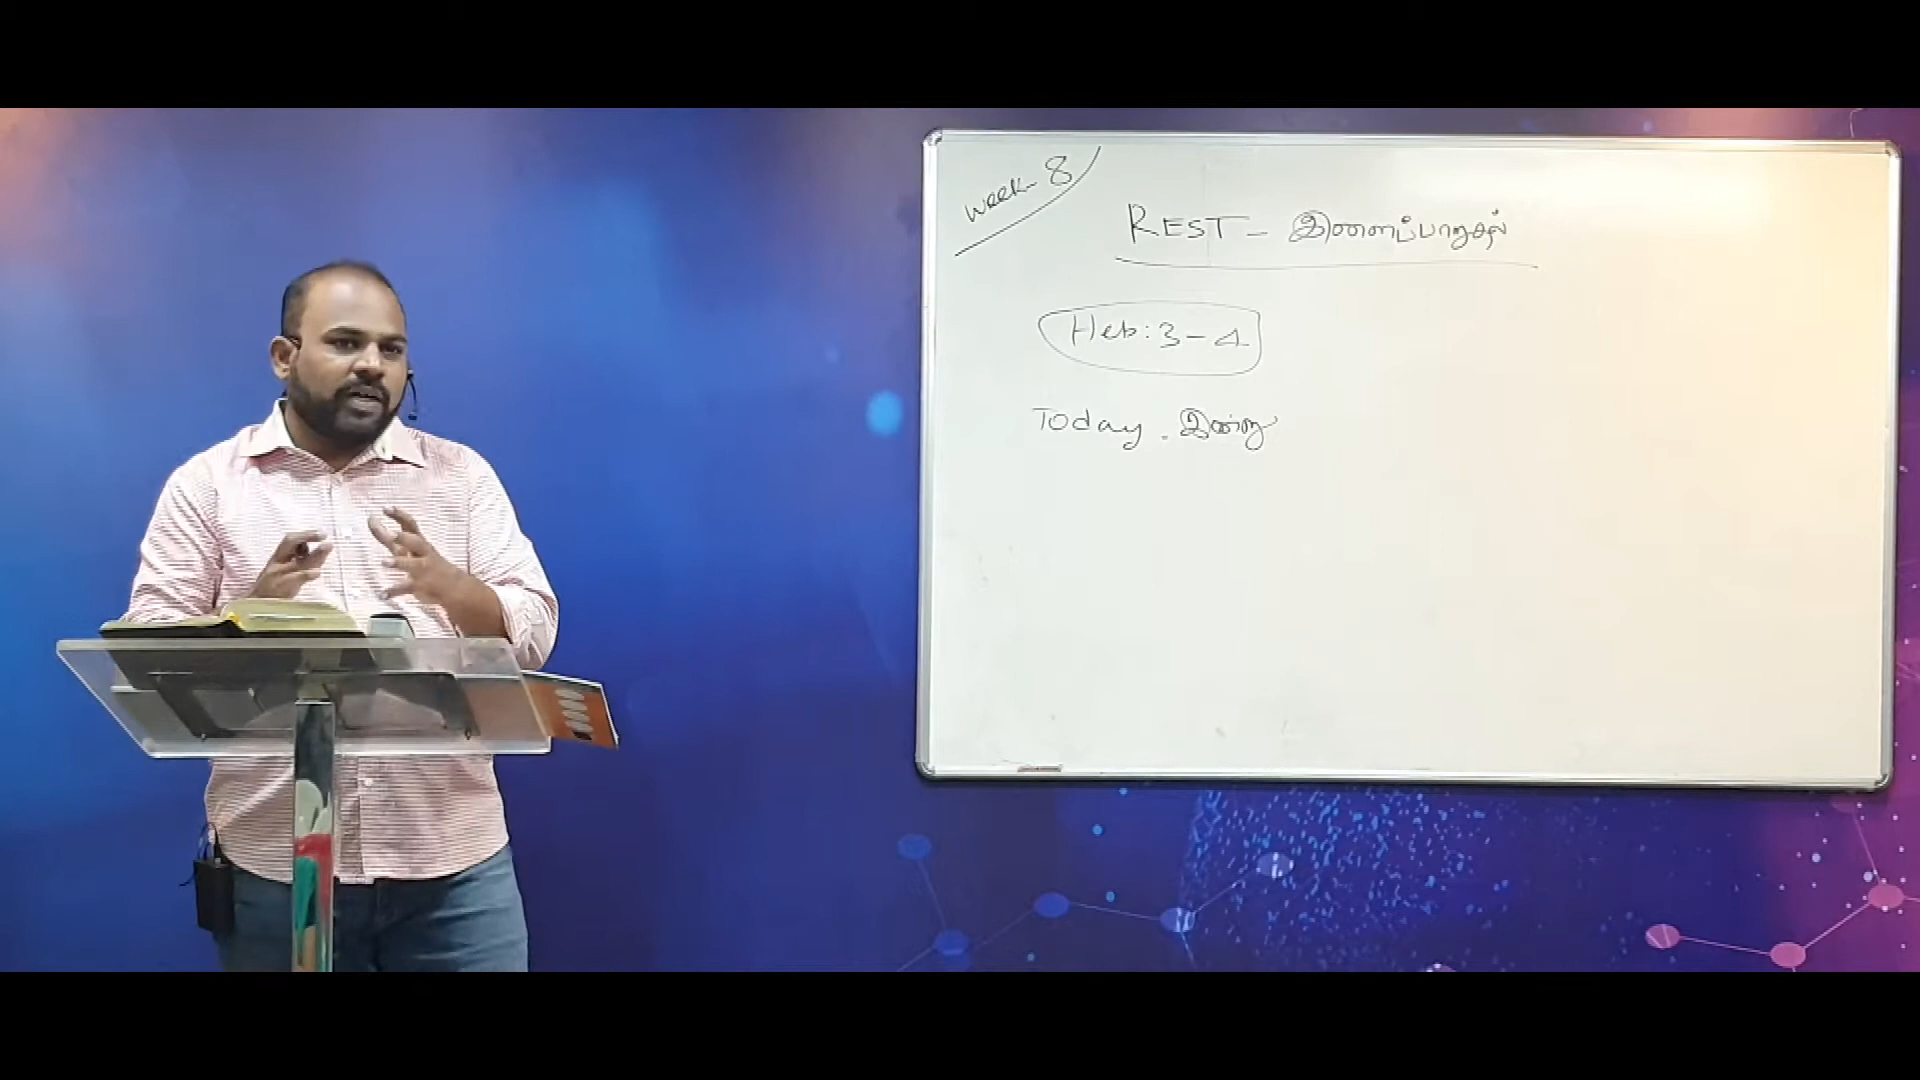 Week- 8
REST - இளைப்பாறுதல்
Heb: 3-4
Today. இன்று